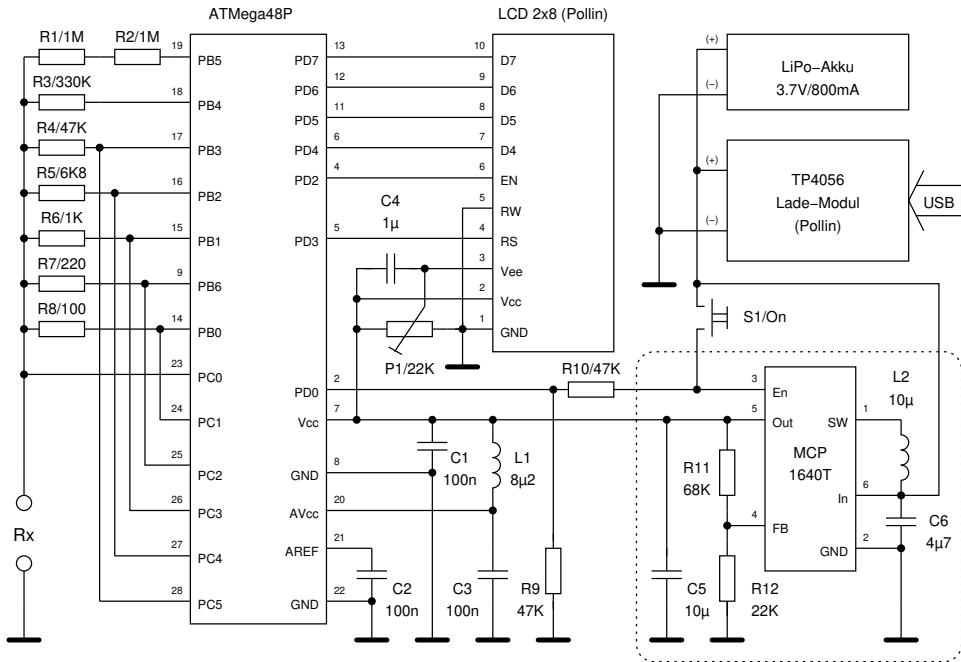 ATMega48P
LCD 2x8 (Pollin)
R1/1M
R2/1M
19
PB5
PD7
13
10
D7
R3/330K
18
PB4
PD6
12
9
D6
R4/47K
17
PB3
PD5
11
8
D5
PD4
6
7
D4
R5/6K8
16
PB2
PD2
4
6
EN
R6/1K
15
PB1
PD3
5
C4
1µ
5
RW
4
RS
R7/220
9
PB6
3
Vee
2
Vcc
R8/100
14
PB0
P1/22K
1
GND
23
PC0
PD0
2
R10/47K
24
PC1
Vcc
7
25
PC2
GND
8
C1
100n
L1
8µ2
26
PC3
AVcc
20
Rx
27
PC4
AREF
21
28
PC5
GND
22
C2
100n
C3
100n
R9
47K
(+)
(−)
LiPo−Akku
3.7V/800mA
(+)
(−)
TP4056
Lade−Modul
(Pollin)
USB
S1/On
3
En
5
Out
SW
1
L2
10µ
MCP
1640T
R11
68K
In
6
4
FB
GND
2
C6
4µ7
C5
10µ
R12
22K